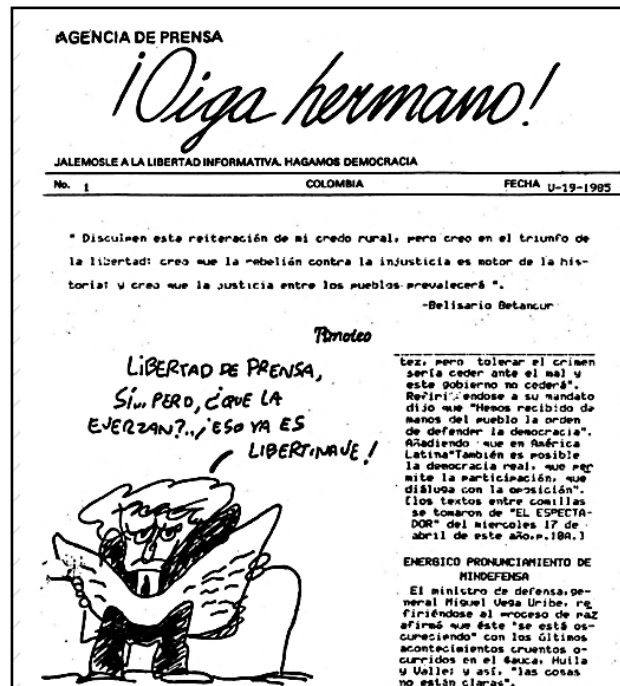 AGENCIA DE PRENSA
¡Oiga hermano!
JALEMOSLE A LA LIBERTAD INFORMATIVA. HAGAMOS DEMOCRACIA
No. 1 COLOMBIA FECHA U-19-1985
" Disculpen esta reiteración de mi credo rural, pero creo en el triunfo de
la libertad: creo que la rebelión contra la injusticia es motor de la his-
toria: y creo que la justicia entre los pueblos prevalecerá ".
-Belisario Betancur
Timoteo
LIBERTAD DE PRENSA,
SÍ... PERO, ¿QUE LA
EJERZAN?.., ¡ESO YA ES
LIBERTINAJE!
tez, pero tolerar el crimen
sería ceder ante el mal y
este gobierno no cederá".
Refiriéndose a su mandato
dijo que "Hemos recibido de
manos del pueblo la orden
de defender la democracia".
Añadiendo que en América
Latina"También es posible
la democracia real, que per
mite la participación, que
diáloga con la oposición".
[los textos entre comillas
se tomaron de "EL ESPECTA-
DOR" del miercoles 17 de
abril de este año.p.10A.]
ENERGICO PRONUNCIAMIENTO DE
MINDEFENSA
El ministro de defensa,ge-
neral Miguel Vega Uribe, re
firiéndose al proceso de paz
afirmó que éste "se está os-
cureciendo" con los últimos
acontecimientos cruentos o-
curridos en el Cauca, Huila
y Valle; y así, "las cosas
no están claras".